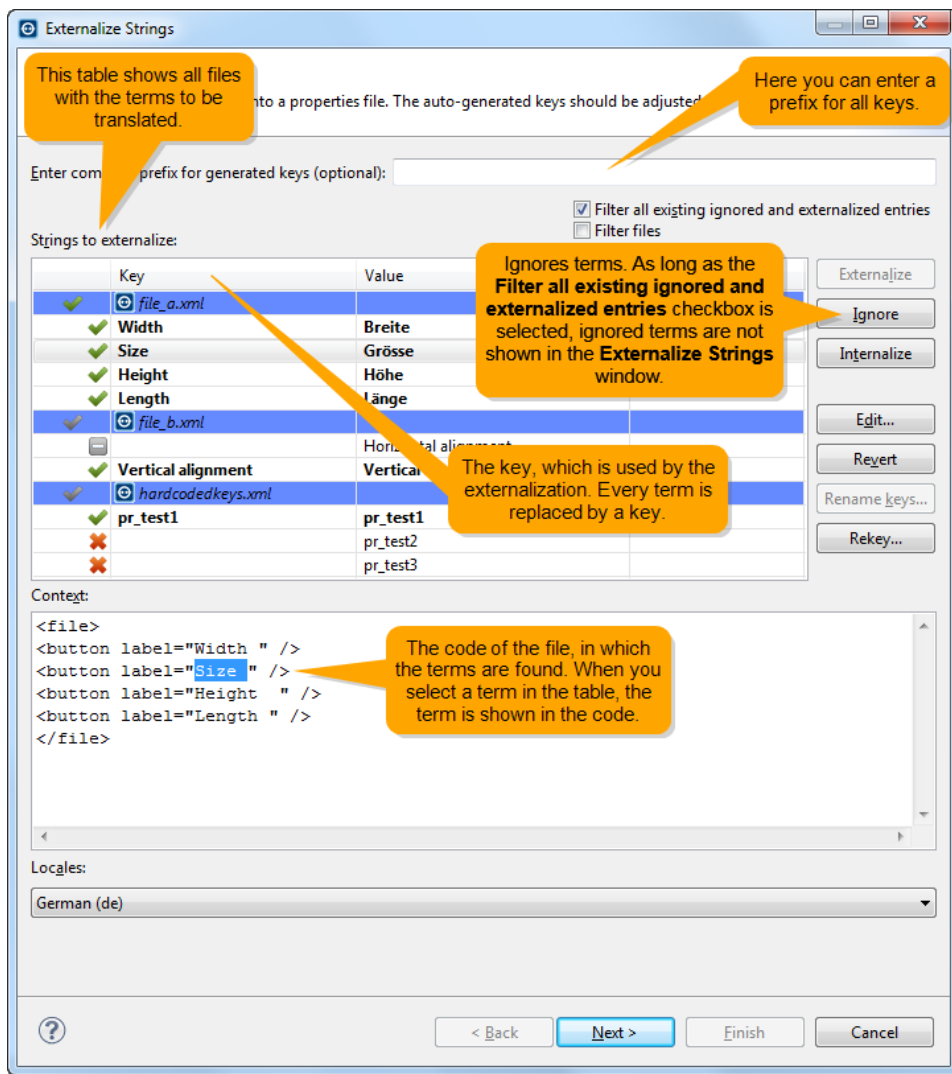 Externalize Strings
This table shows all files
with the terms to be
translated.
Here you can enter a
prefix for all keys.
into a properties file. The auto-generated keys should be adjusted
Enter com prefix for generated keys (optional):
Filter all existing ignored and externalized entries
Filter files
Strings to externalize:
Key Value
file_a.xml
Width Breite
Size Grösse
Height Höhe
Length Länge
file_b.xml
Horizontal alignment
Vertical alignment Vertical
hardcodedkeys.xml
pr_test1 pr_test1
pr_test2
pr_test3
Ignores terms. As long as the
Filter all existing ignored and
externalized entries checkbox is
selected, ignored terms are not
shown in the Externalize Strings
window.
The key, which is used by the
externalization. Every term is
replaced by a key.
Externalize
Ignore
Internalize
Edit...
Revert
Rename keys...
Rekey...
Context:
<file>
<button label="Width " />
<button label="Size " />
<button label="Height  " />
<button label="Length " />
</file>
The code of the file, in which
the terms are found. When you
select a term in the table, the
term is shown in the code.
Locales:
German (de)
?
< Back
Next >
Finish
Cancel